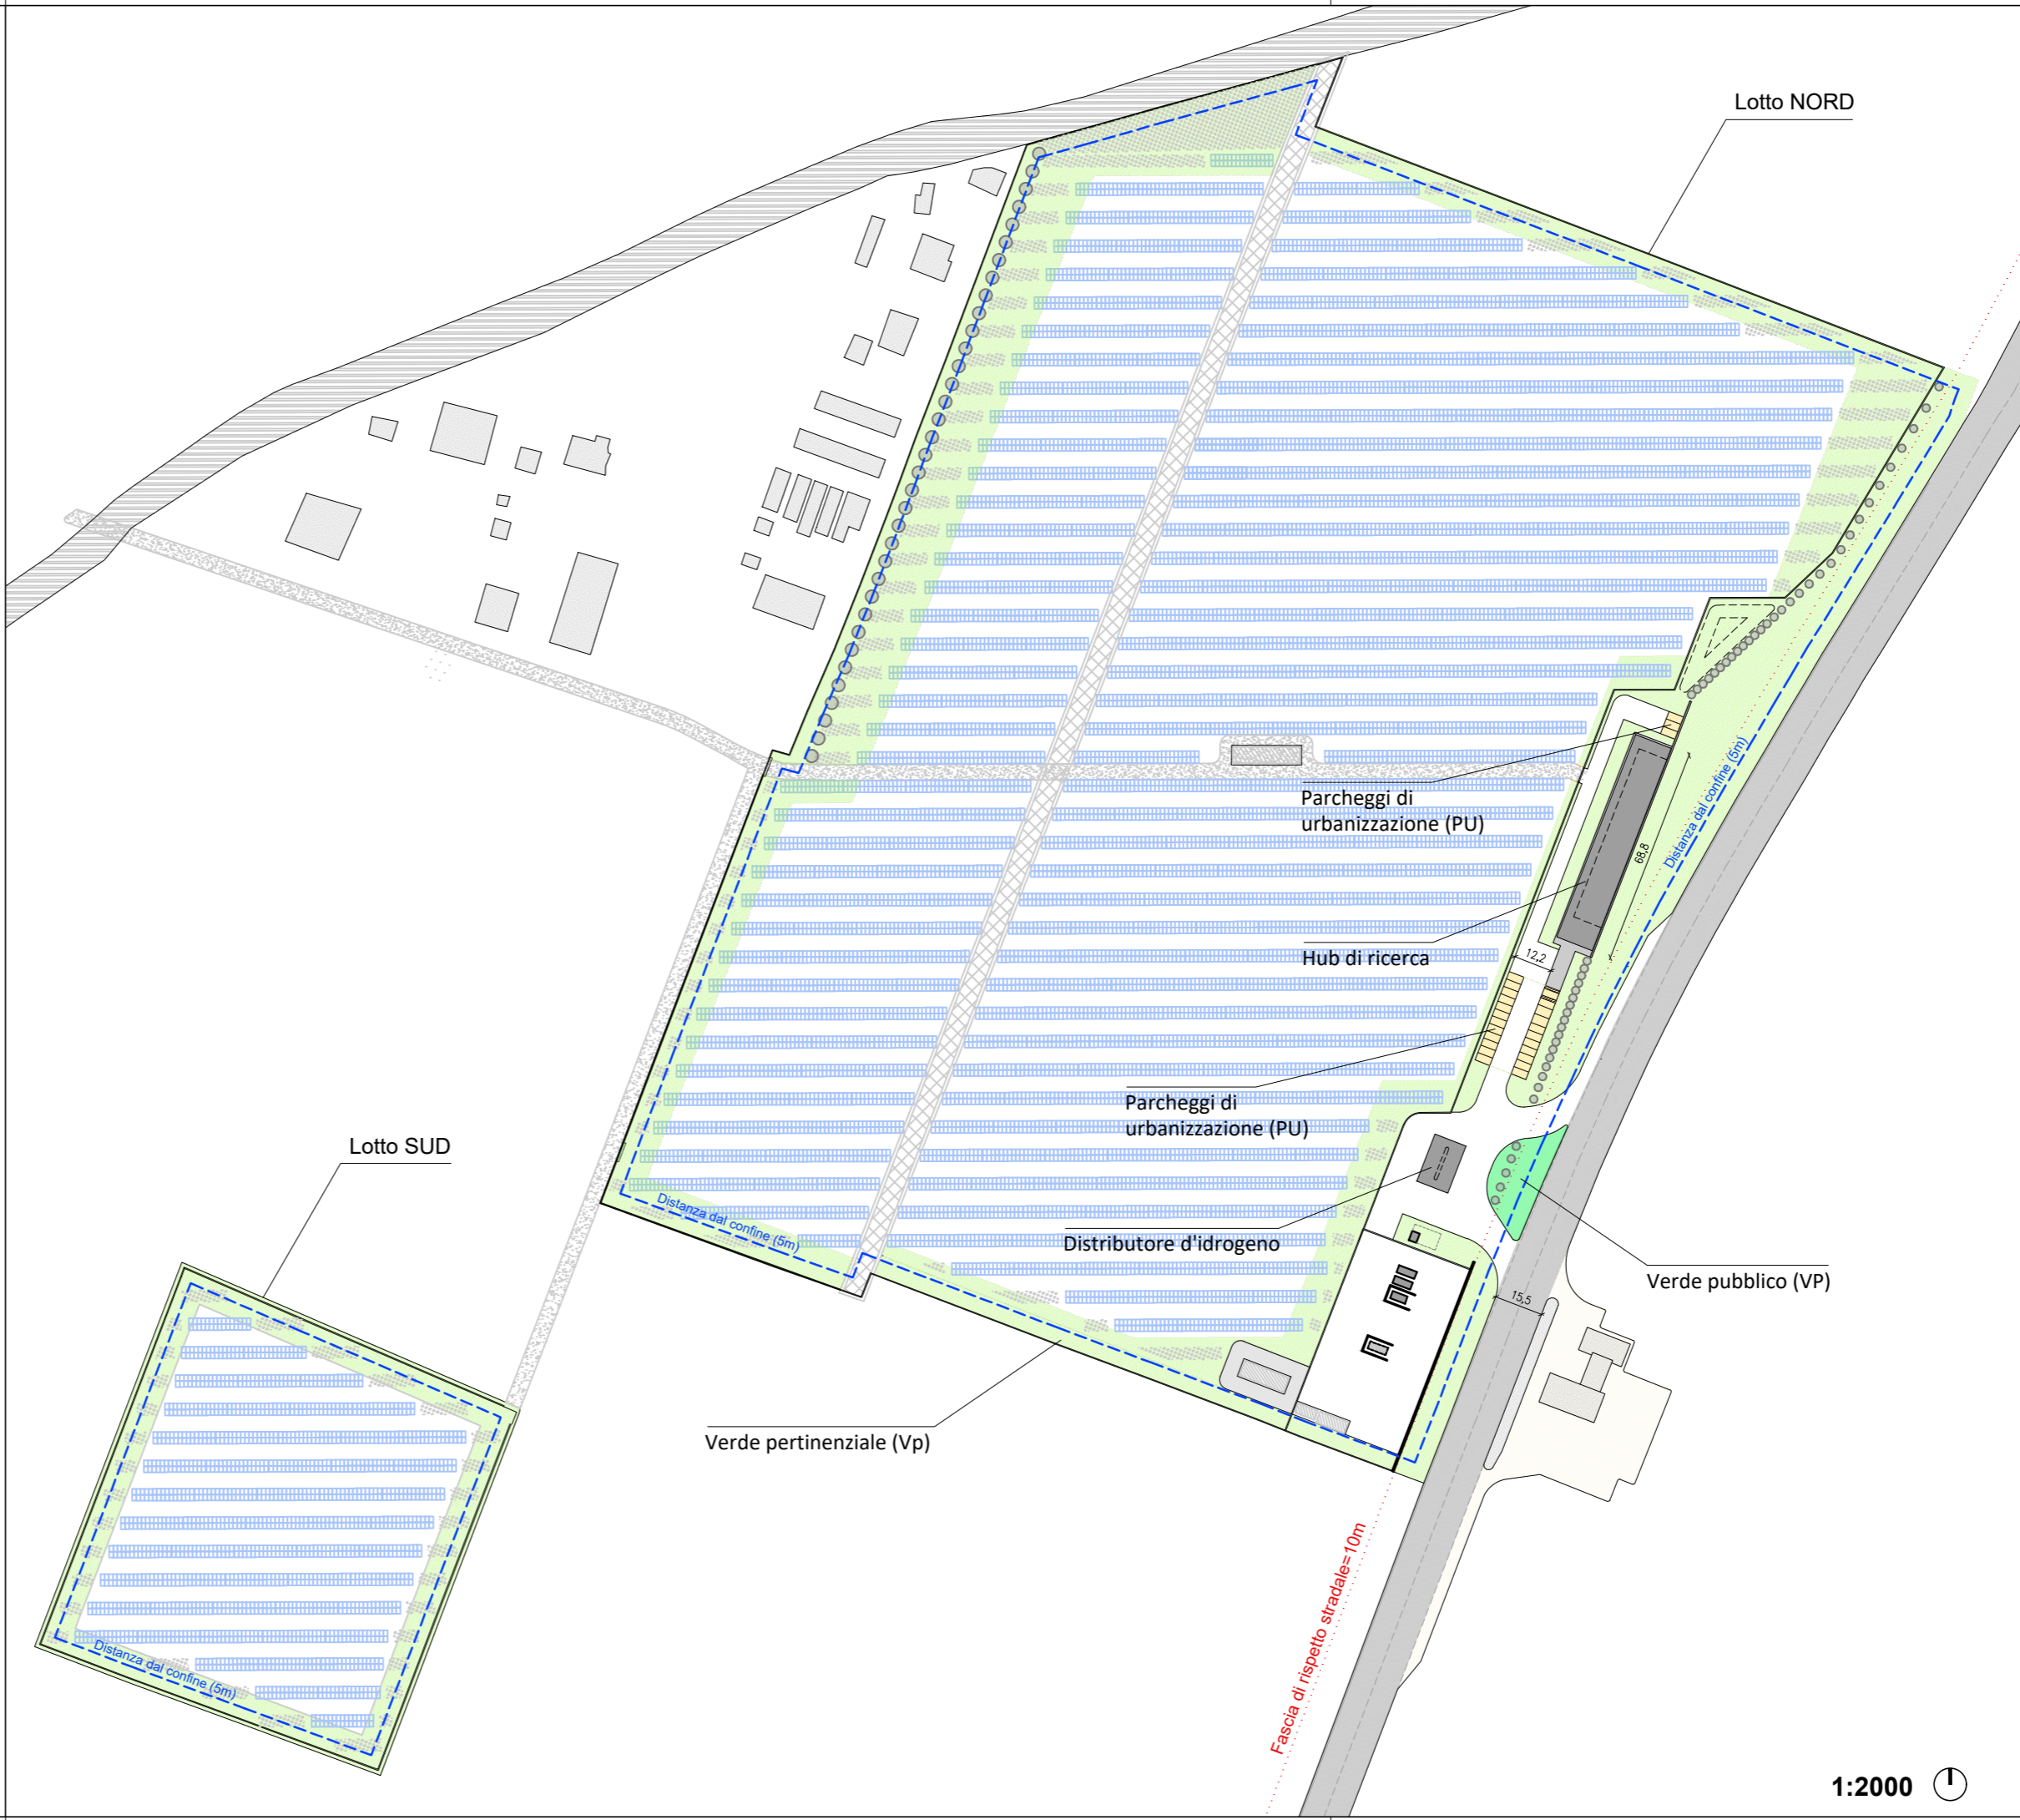 Lotto NORD
Distanza dal confine (5m)
Parcheggi di
urbanizzazione (PU)
68,8
Hub di ricerca
12,2
Parcheggi di
urbanizzazione (PU)
Lotto SUD
Distanza dal confine (5m)
Distributore d'idrogeno
Verde pubblico (VP)
15,5
Verde pertinenziale (Vp)
Fascia di rispetto stradale=10m
Distanza dal confine (5m)
1:2000